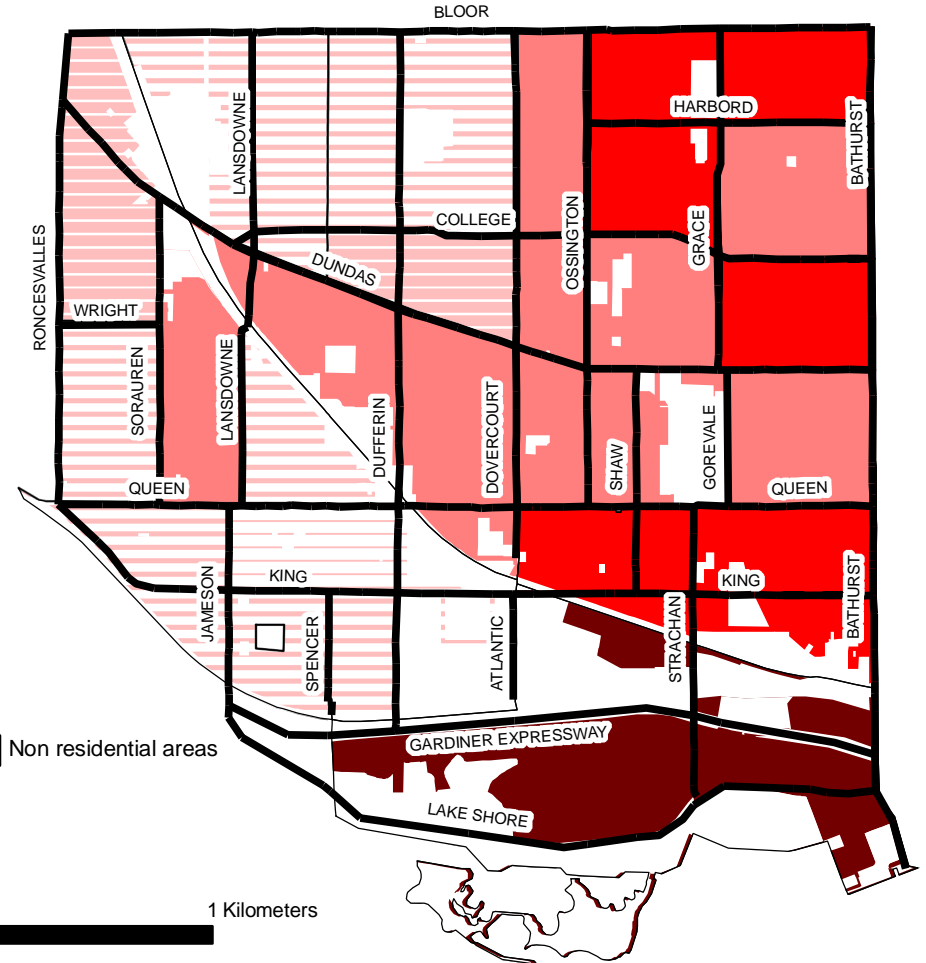 BLOOR
HARBORD
LANSDOWNE
BATHURST
COLLEGE
OSSINGTON
GRACE
RONCESVALLES
DUNDAS
WRIGHT
SORAUREN
LANSDOWNE
DUFFERIN
DOVERCOURT
SHAW
GOREVALE
QUEEN
QUEEN
KING
KING
JAMESON
SPENCER
ATLANTIC
STRACHAN
BATHURST
Non residential areas
GARDINER EXPRESSWAY
LAKE SHORE
1 Kilometers